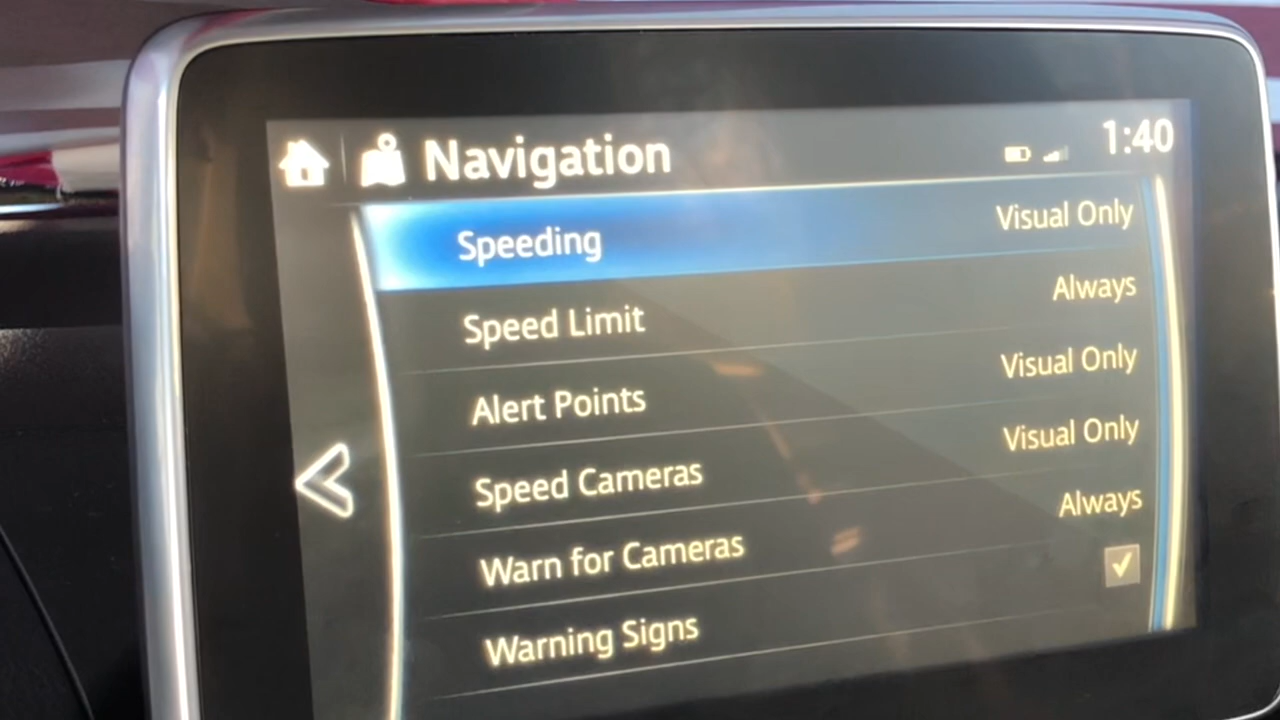 Navigation 1:40
Speeding Visual Only
Speed Limit Always
Alert Points Visual Only
Speed Cameras Visual Only
Warn for Cameras Always
Warning Signs